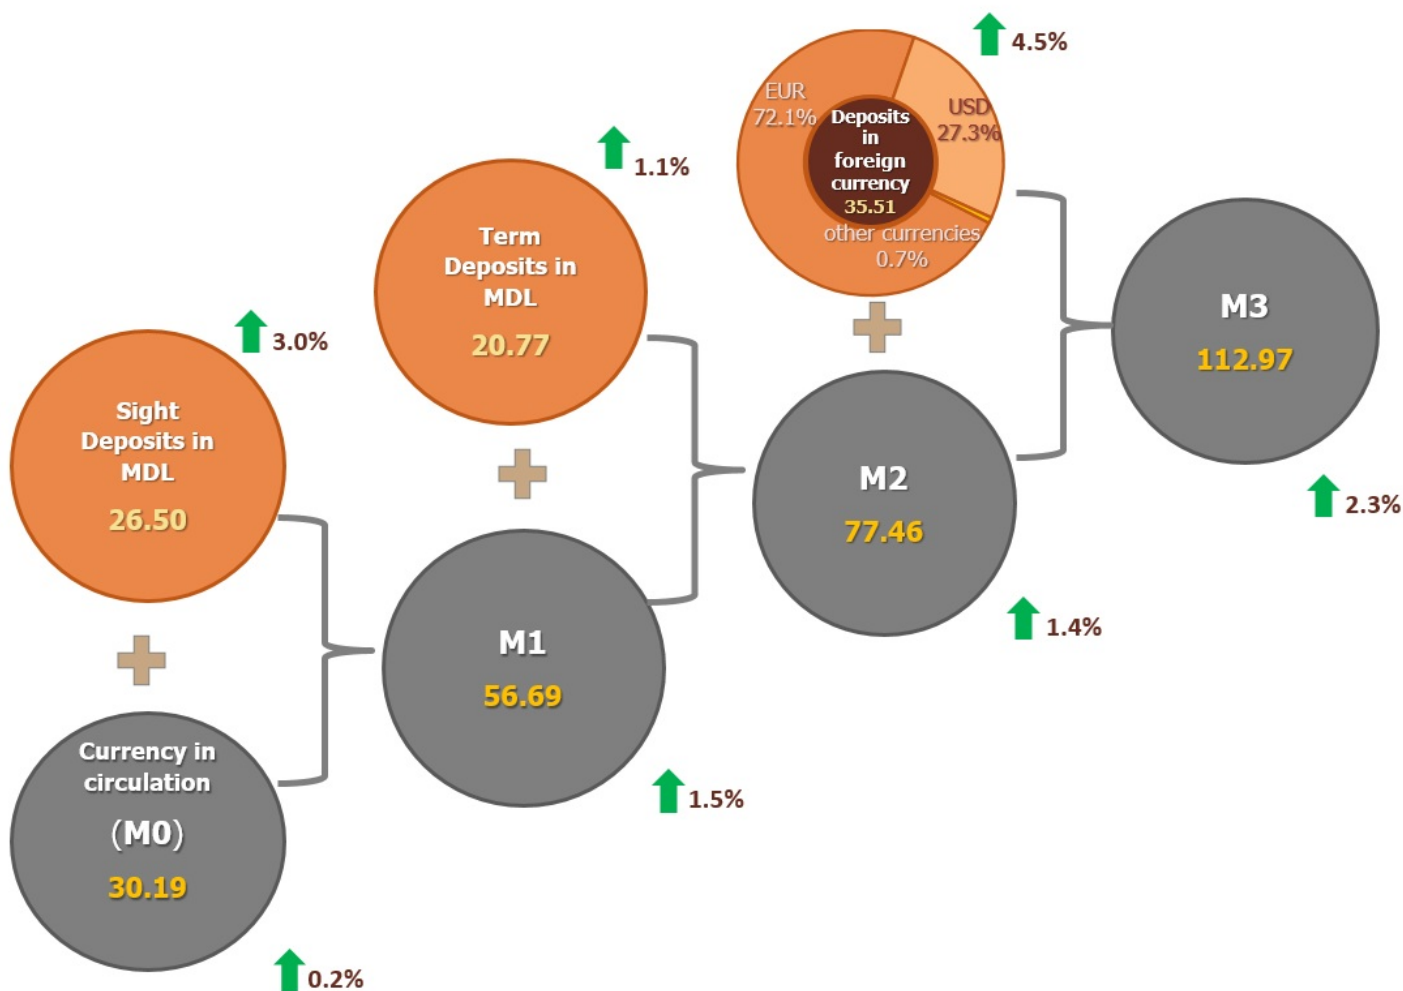 Sight
Deposits in
MDL
26.50
3.0%
Currency in
circulation
(M0)
30.19
0.2%
Term
Deposits in
MDL
20.77
1.1%
M1
56.69
1.5%
EUR
72.1%
USD
27.3%
Deposits
in
foreign
currency
35.51
other currencies
0.7%
4.5%
M2
77.46
1.4%
M3
112.97
2.3%